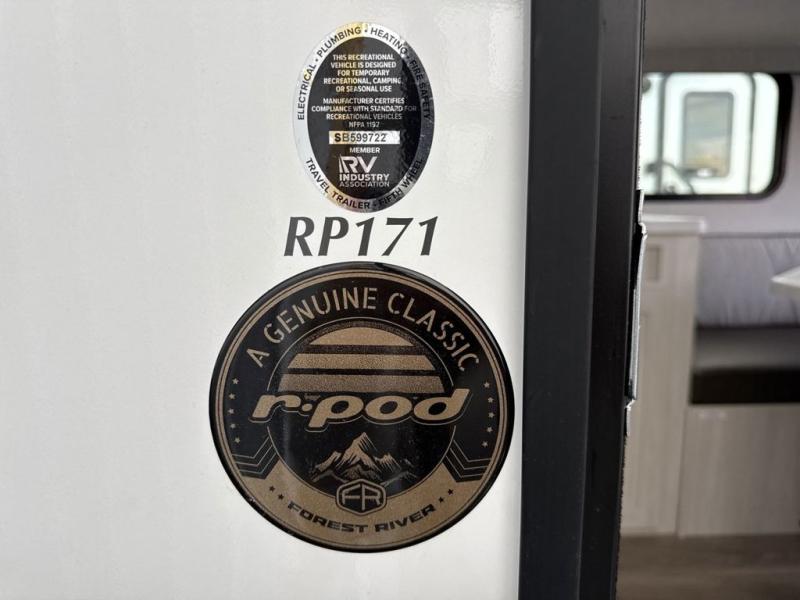 ELECTRICAL • PLUMBING • HEATING • FIRE SAFETY
THIS RECREATIONAL
VEHICLE IS DESIGNED
FOR TEMPORARY
RECREATIONAL, CAMPING,
OR SEASONAL USE
MANUFACTURER CERTIFIES
COMPLIANCE WITH STANDARD FOR
RECREATIONAL VEHICLES
NFPA 1192
SB599722
MEMBER
RV
INDUSTRY
ASSOCIATION
TRAVEL TRAILER • FIFTH WHEEL
RP171
A GENUINE CLASSIC
r•pod
FR
FOREST RIVER